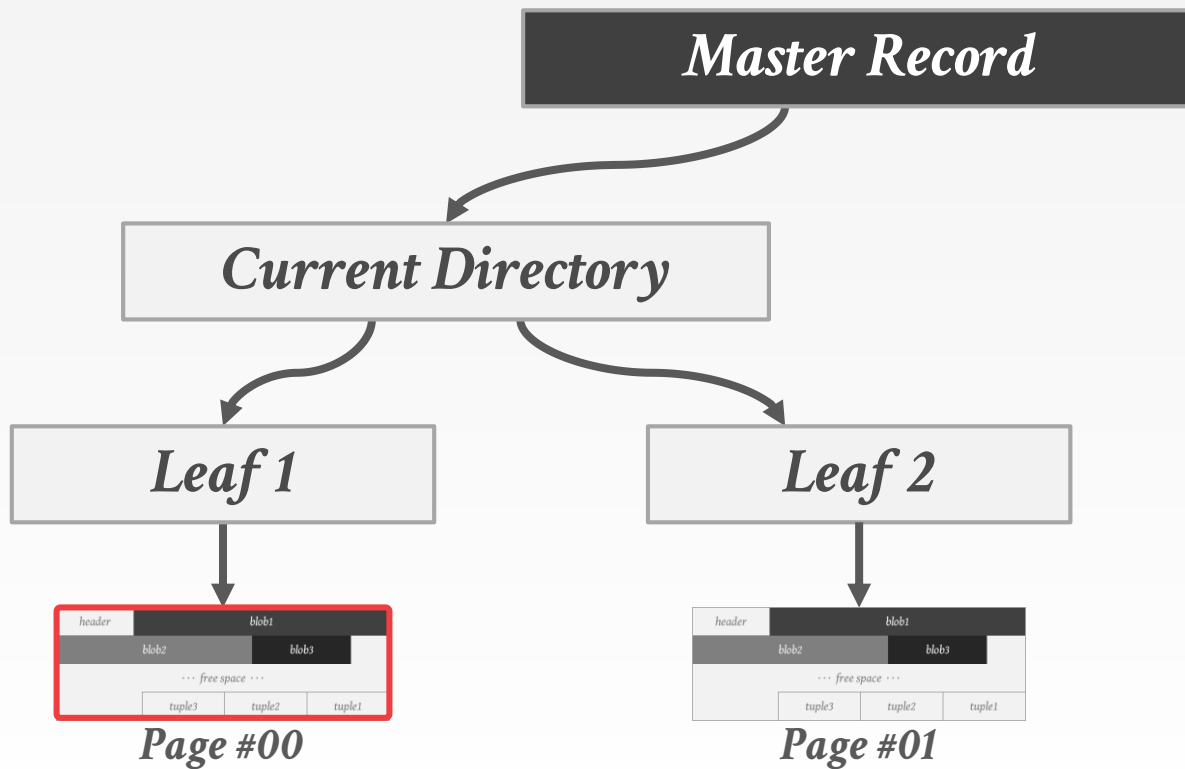 Master Record
Current Directory
Leaf 1
Leaf 2
header
blob1
blob2
blob3
··· free space ···
tuple3
tuple2
tuple1
Page #00
header
blob1
blob2
blob3
··· free space ···
tuple3
tuple2
tuple1
Page #01